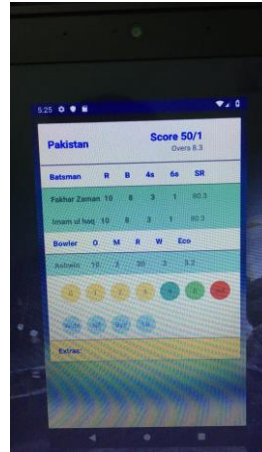 5:25
Pakistan Score 50/1
Overs 8.3
Batsman R B 4s 6s SR
Fakhar Zaman 10 8 3 1 80.3
Imam ul haq 10 8 3 1 80.3
Bowler O M R W Eco
Ashwin 10 3 36 3 3.2
Extras: